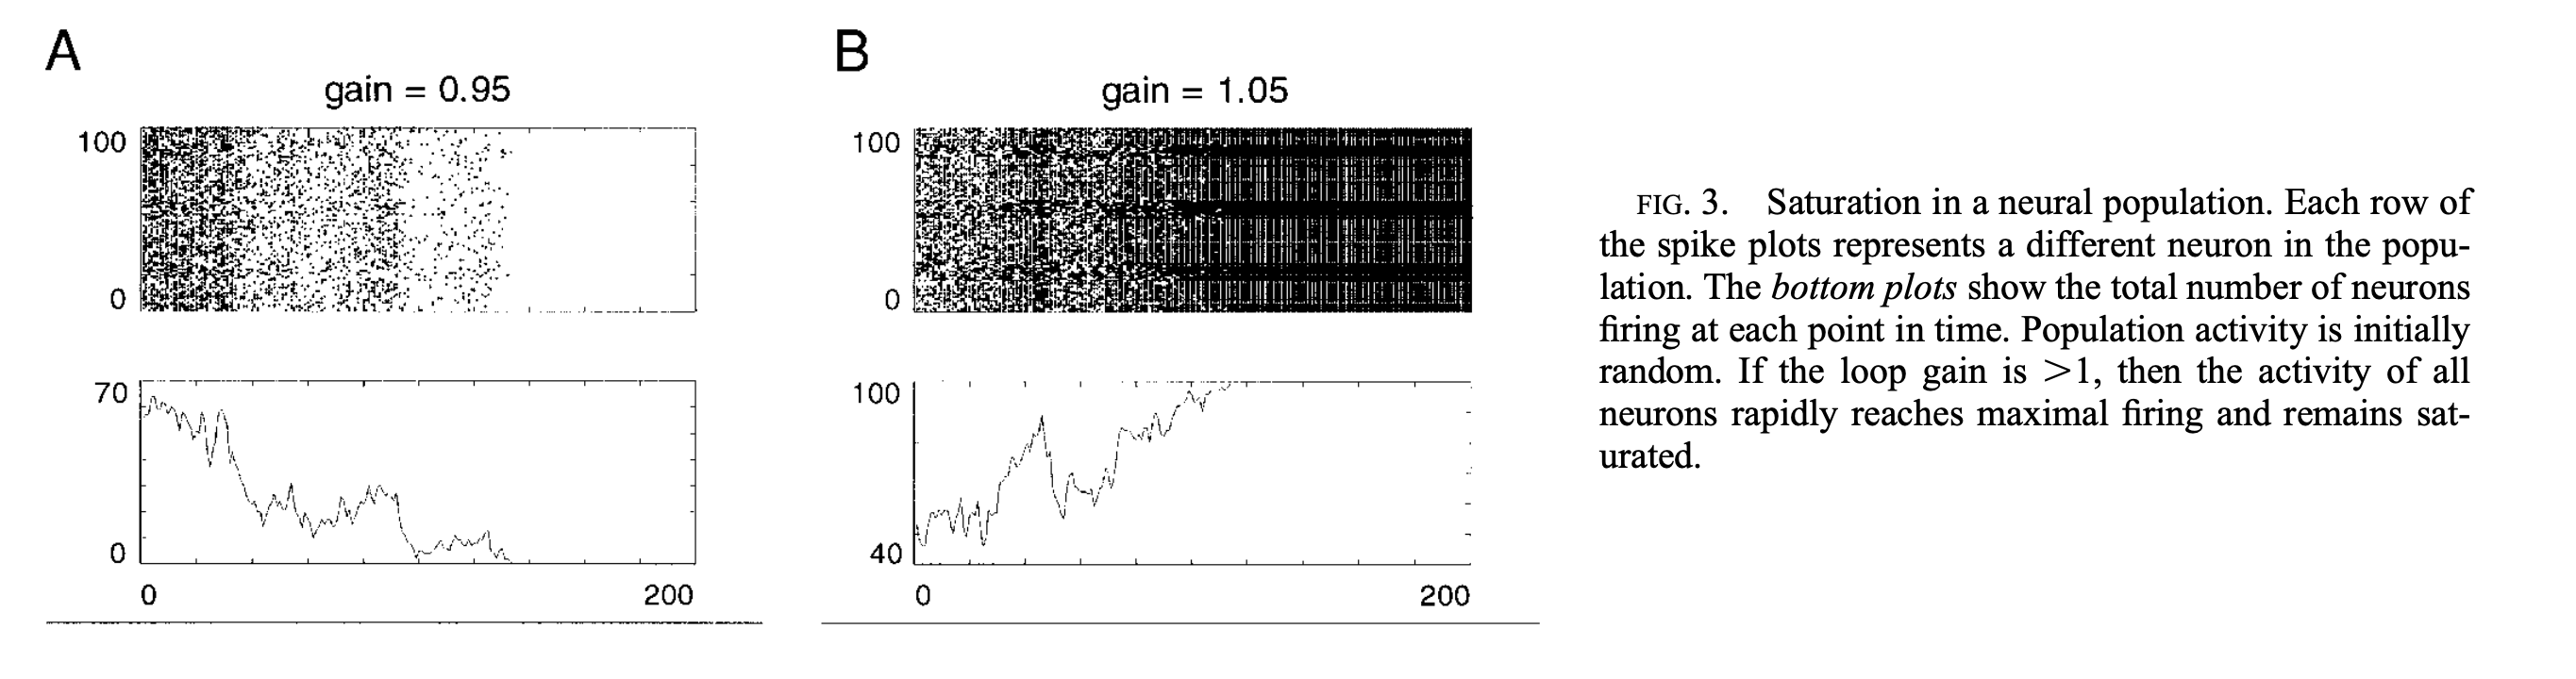 A
gain = 0.95
100
0
70
0
0
200
B
gain = 1.05
100
0
100
40
0
200
FIG. 3. Saturation in a neural population. Each row of
the spike plots represents a different neuron in the popu-
lation. The bottom plots show the total number of neurons
firing at each point in time. Population activity is initially
random. If the loop gain is >1, then the activity of all
neurons rapidly reaches maximal firing and remains sat-
urated.